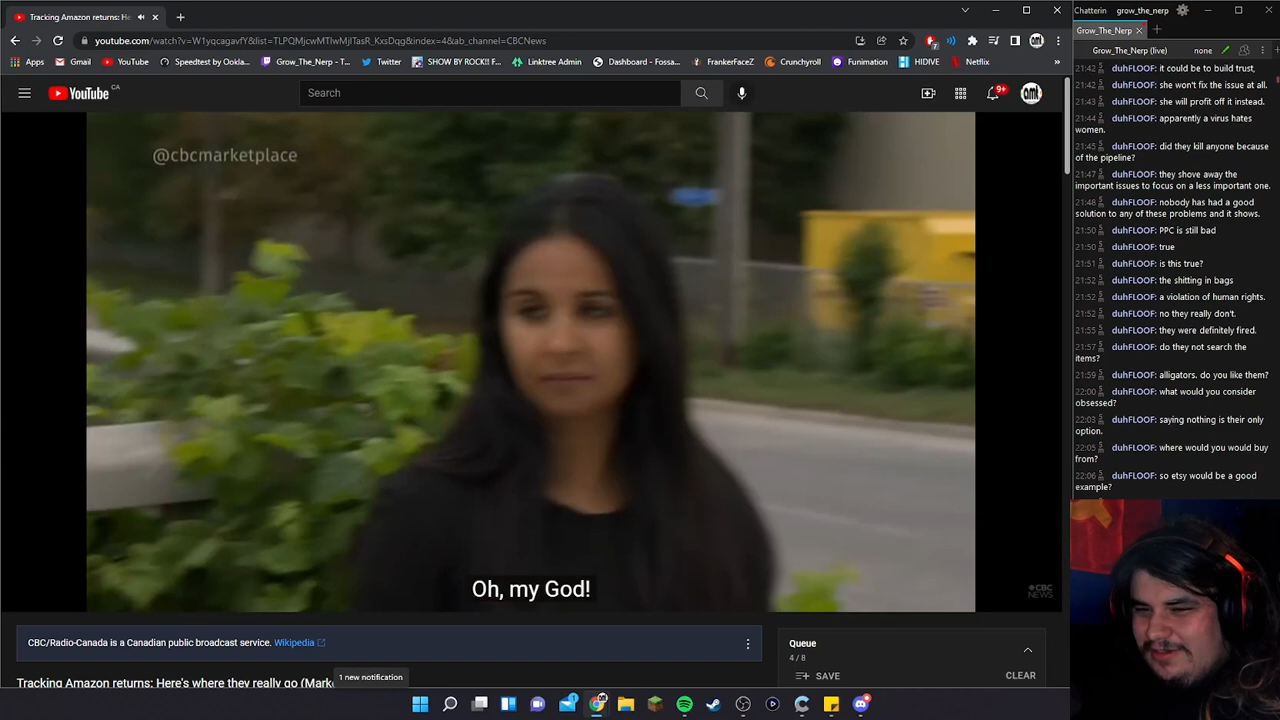 Tracking Amazon returns: He
Chatterin
grow_the_nerp
Grow_The_Nerp
youtube.com/watch?v=W1yqcagavfY&list=TLPQMjcwMTIwMjITasR_KxsDqg&index=4&ab_channel=CBCNews
Grow_The_Nerp (live)
none
Apps
Gmail
YouTube
Speedtest by Ookla...
Grow_The_Nerp - T...
Twitter
SHOW BY ROCK!! F...
Linktree Admin
Dashboard - Fossa...
FrankerFaceZ
Crunchyroll
Funimation
HIDIVE
Netflix
YouTube CA
Search
9+
@cbcmarketplace
Oh, my God!
CBC NEWS
CBC/Radio-Canada is a Canadian public broadcast service. Wikipedia
Queue
4 / 8
SAVE
CLEAR
1 new notification
Tracking Amazon returns: Here's where they really go (Mark
21:42 duhFLOOF: it could be to build trust,
21:42 duhFLOOF: she won't fix the issue at all.
21:43 duhFLOOF: she will profit off it instead.
21:44 duhFLOOF: apparently a virus hates
women.
21:45 duhFLOOF: did they kill anyone because
of the pipeline?
21:47 duhFLOOF: they shove away the
important issues to focus on a less important one.
21:48 duhFLOOF: nobody has had a good
solution to any of these problems and it shows.
21:50 duhFLOOF: PPC is still bad
21:50 duhFLOOF: true
21:51 duhFLOOF: is this true?
21:52 duhFLOOF: the shitting in bags
21:52 duhFLOOF: a violation of human rights.
21:52 duhFLOOF: no they really don't.
21:55 duhFLOOF: they were definitely fired.
21:57 duhFLOOF: do they not search the
items?
21:59 duhFLOOF: alligators. do you like them?
22:00 duhFLOOF: what would you consider
obsessed?
22:03 duhFLOOF: saying nothing is their only
option.
22:05 duhFLOOF: where would you would buy
from?
22:06 duhFLOOF: so etsy would be a good
example?